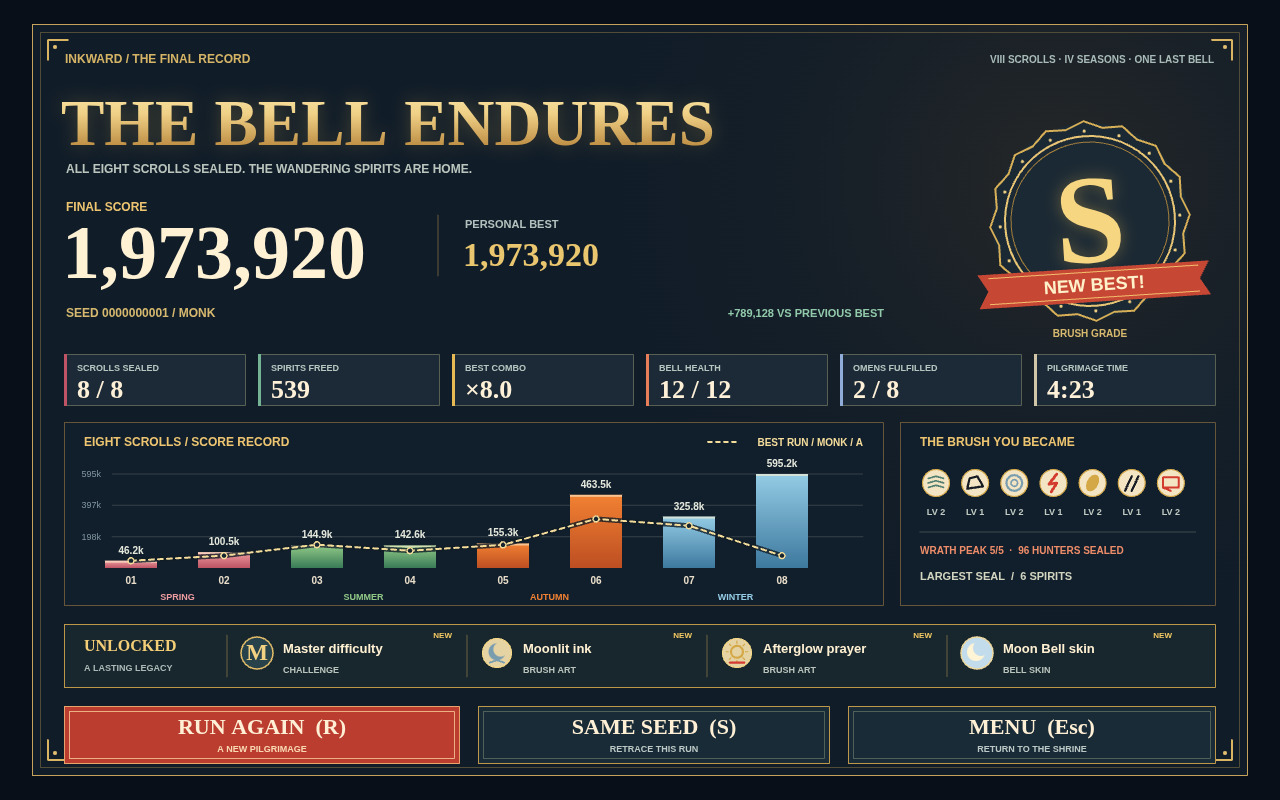 INKWARD / THE FINAL RECORD
VIII SCROLLS · IV SEASONS · ONE LAST BELL
THE BELL ENDURES
ALL EIGHT SCROLLS SEALED. THE WANDERING SPIRITS ARE HOME.
FINAL SCORE
1,973,920
PERSONAL BEST
1,973,920
S
NEW BEST!
BRUSH GRADE
SEED 0000000001 / MONK
+789,128 VS PREVIOUS BEST
SCROLLS SEALED
8 / 8
SPIRITS FREED
539
BEST COMBO
×8.0
BELL HEALTH
12 / 12
OMENS FULFILLED
2 / 8
PILGRIMAGE TIME
4:23
EIGHT SCROLLS / SCORE RECORD
BEST RUN / MONK / A
595k
397k
198k
46.2k
100.5k
144.9k
142.6k
155.3k
463.5k
325.8k
595.2k
01 02 03 04 05 06 07 08
SPRING SUMMER AUTUMN WINTER
THE BRUSH YOU BECAME
LV 2 LV 1 LV 2 LV 1 LV 2 LV 1 LV 2
WRATH PEAK 5/5 · 96 HUNTERS SEALED
LARGEST SEAL / 6 SPIRITS
UNLOCKED
A LASTING LEGACY
M
NEW
Master difficulty
CHALLENGE
NEW
Moonlit ink
BRUSH ART
NEW
Afterglow prayer
BRUSH ART
NEW
Moon Bell skin
BELL SKIN
RUN AGAIN (R)
A NEW PILGRIMAGE
SAME SEED (S)
RETRACE THIS RUN
MENU (Esc)
RETURN TO THE SHRINE